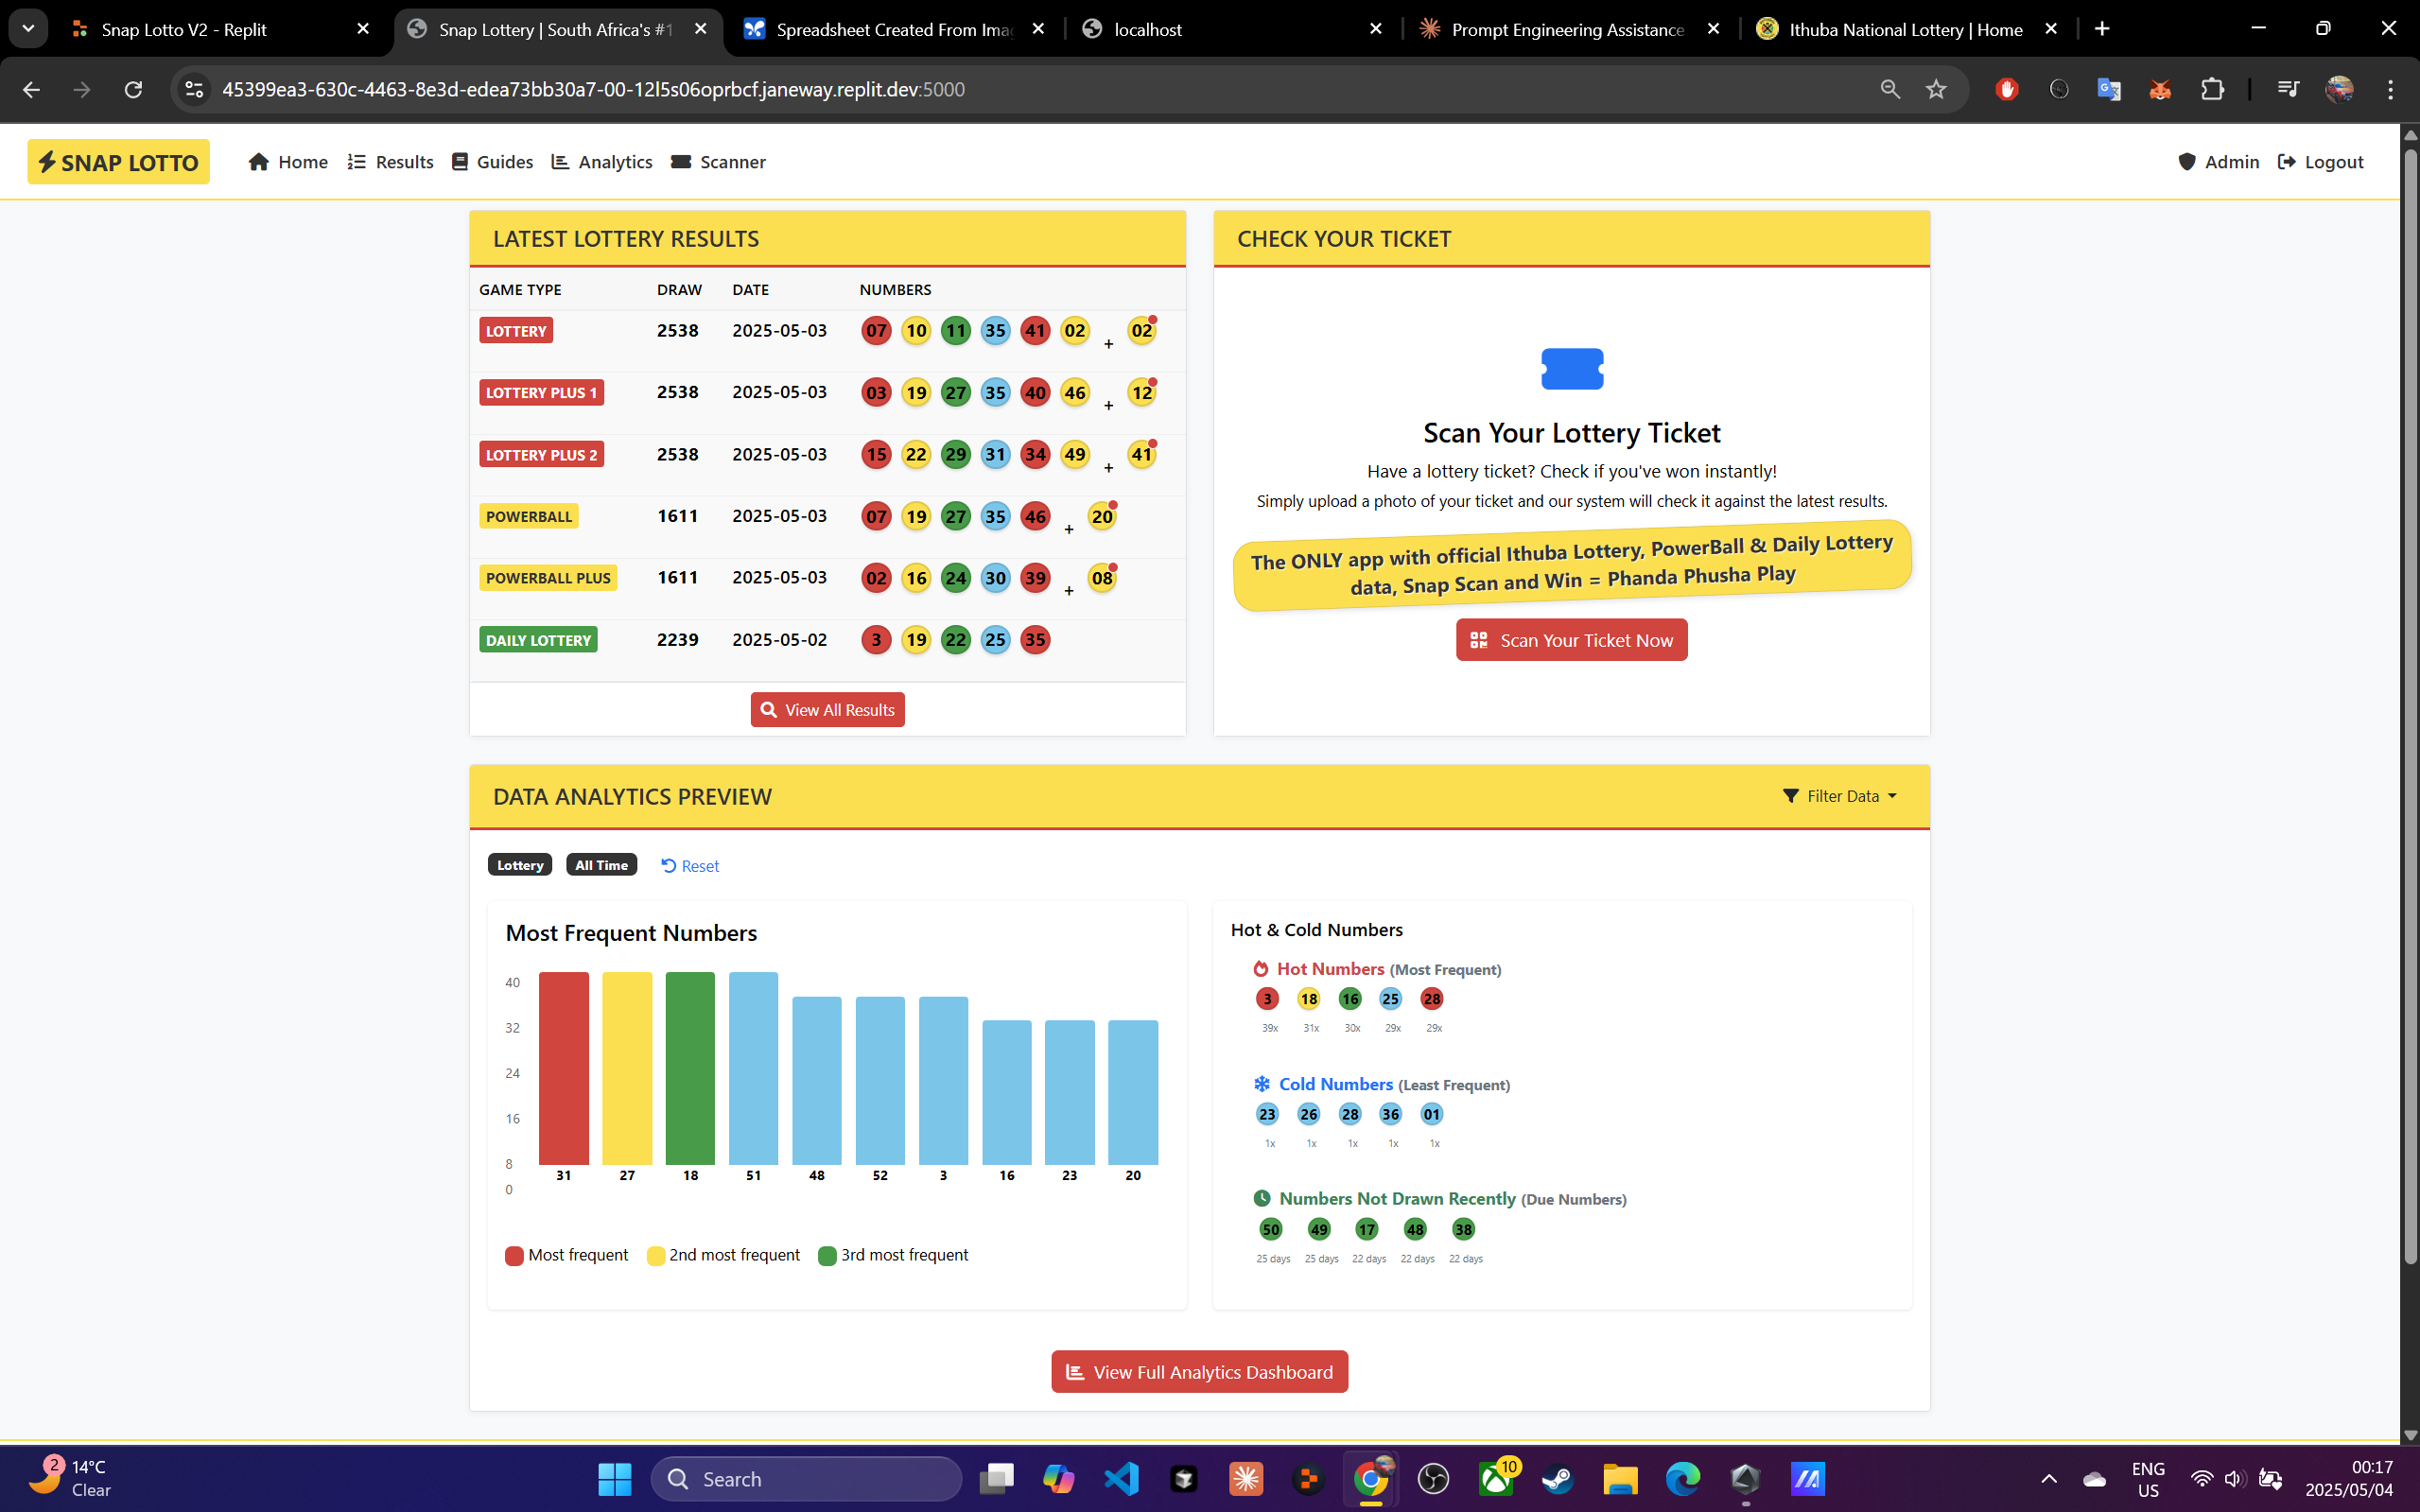 Snap Lotto V2 - Replit
Snap Lottery | South Africa's #1
Spreadsheet Created From Imag
localhost
Prompt Engineering Assistance
Ithuba National Lottery | Home
45399ea3-630c-4463-8e3d-edea73bb30a7-00-12l5s06oprbcf.janeway.replit.dev:5000
SNAP LOTTO
Home
Results
Guides
Analytics
Scanner
Admin
Logout
LATEST LOTTERY RESULTS
GAME TYPE DRAW DATE NUMBERS
LOTTERY 2538 2025-05-03 07 10 11 35 41 02 + 02
LOTTERY PLUS 1 2538 2025-05-03 03 19 27 35 40 46 + 12
LOTTERY PLUS 2 2538 2025-05-03 15 22 29 31 34 49 + 41
POWERBALL 1611 2025-05-03 07 19 27 35 46 + 20
POWERBALL PLUS 1611 2025-05-03 02 16 24 30 39 + 08
DAILY LOTTERY 2239 2025-05-02 3 19 22 25 35
View All Results
CHECK YOUR TICKET
Scan Your Lottery Ticket
Have a lottery ticket? Check if you've won instantly!
Simply upload a photo of your ticket and our system will check it against the latest results.
The ONLY app with official Ithuba Lottery, PowerBall & Daily Lottery
data, Snap Scan and Win = Phanda Phusha Play
Scan Your Ticket Now
DATA ANALYTICS PREVIEW
Filter Data
Lottery
All Time
Reset
Most Frequent Numbers
40
32
24
16
8
0
31 27 18 51 48 52 3 16 23 20
Most frequent
2nd most frequent
3rd most frequent
Hot & Cold Numbers
Hot Numbers (Most Frequent)
3 18 16 25 28
39x 31x 30x 29x 29x
Cold Numbers (Least Frequent)
23 26 28 36 01
1x 1x 1x 1x 1x
Numbers Not Drawn Recently (Due Numbers)
50 49 17 48 38
25 days 25 days 22 days 22 days 22 days
View Full Analytics Dashboard
2
14°C
Clear
Search
10
ENG
US
00:17
2025/05/04